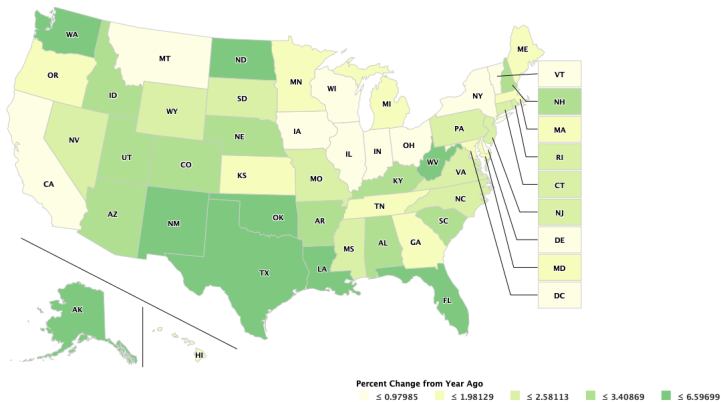 WA
ME
MT
ND
OR
MN
VT
ID
WI
NY
SD
MI
NH
WY
MA
IA
PA
NE
RI
NV
OH
IL
IN
UT
CO
WV
CT
VA
KS
MO
KY
CA
NJ
NC
TN
DE
OK
AZ
NM
AR
SC
MS
AL
GA
MD
LA
TX
DC
FL
AK
HI
Percent Change from Year Ago
≤ 0.97985 ≤ 1.98129 ≤ 2.58113 ≤ 3.40869 ≤ 6.59699